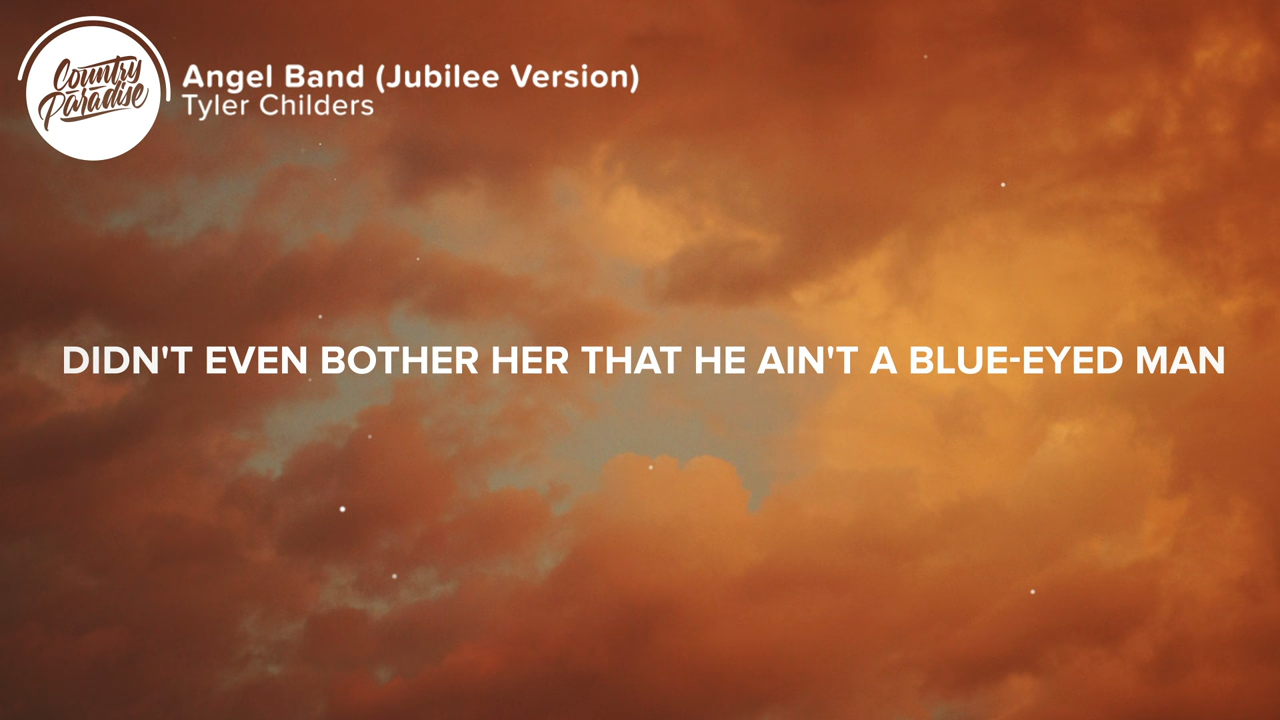 Country
Paradise
Angel Band (Jubilee Version)
Tyler Childers
DIDN'T EVEN BOTHER HER THAT HE AIN'T A BLUE-EYED MAN